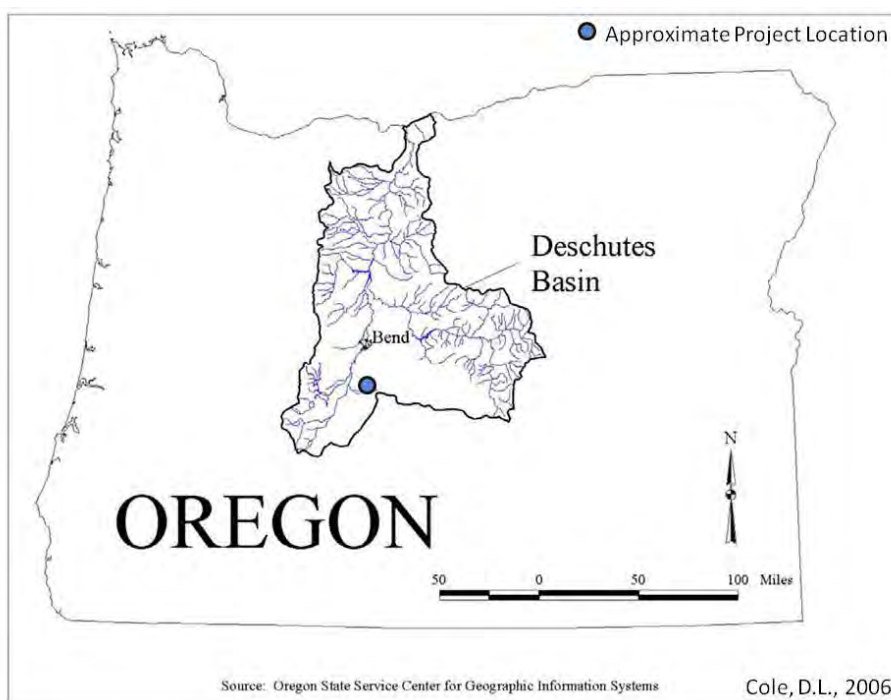 Approximate Project Location
Deschutes
Basin
Bend
N
OREGON
50 0 50 100 Miles
Source: Oregon State Service Center for Geographic Information Systems
Cole, D.L., 2006